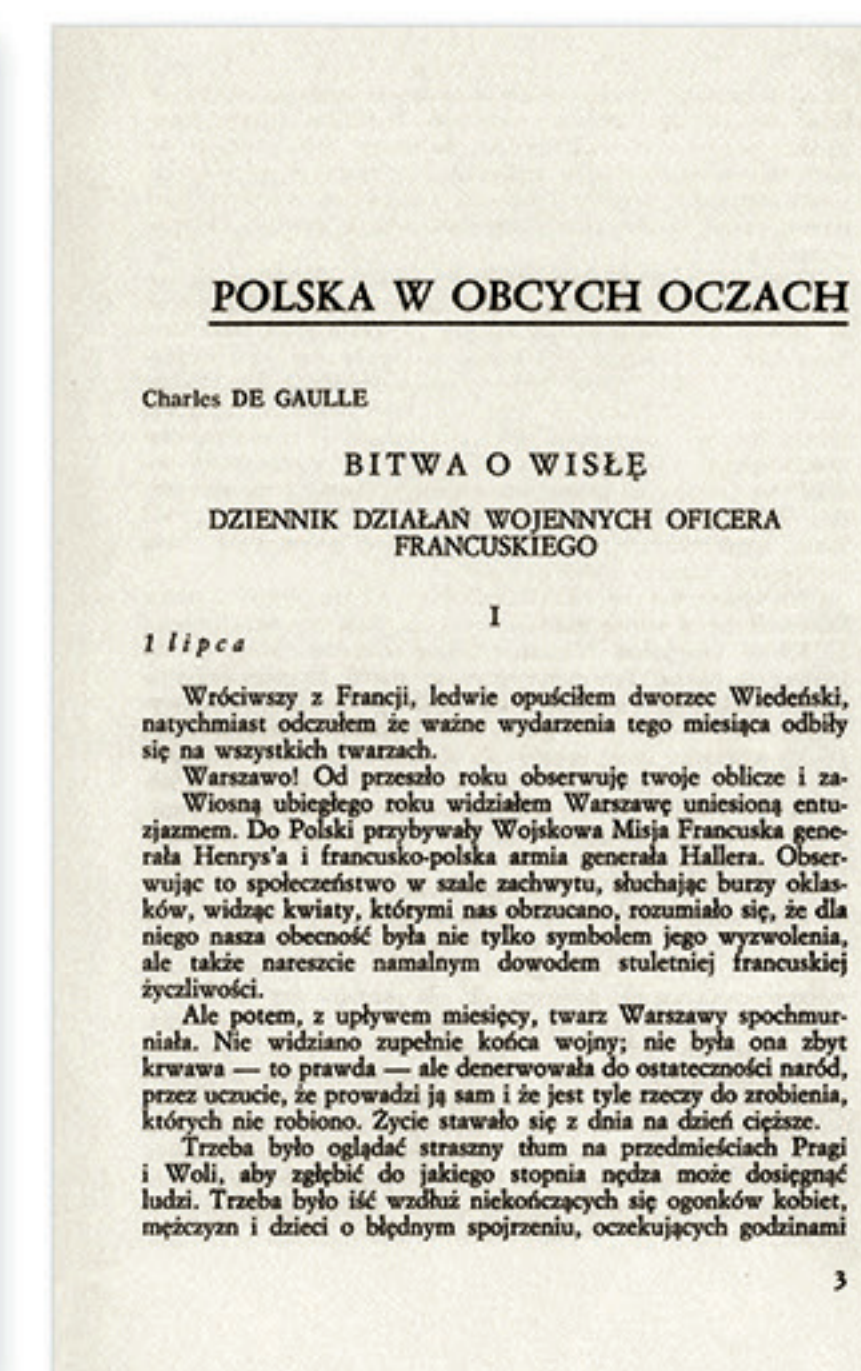 POLSKA W OBCYCH OCZACH
Charles DE GAULLE
BITWA O WISŁĘ
DZIENNIK DZIAŁAŃ WOJENNYCH OFICERA
FRANCUSKIEGO
I
1 lipca
Wróciwszy z Francji, ledwie opuściłem dworzec Wiedeński,
natychmiast odczułem że ważne wydarzenia tego miesiąca odbiły
się na wszystkich twarzach.
Warszawo! Od przeszło roku obserwuję twoje oblicze i za-
Wiosną ubiegłego roku widziałem Warszawę uniesioną entu-
zjazmem. Do Polski przybywały Wojskowa Misja Francuska gene-
rała Henrys'a i francusko-polska armia generała Hallera. Obser-
wując to społeczeństwo w szale zachwytu, słuchając burzy oklas-
ków, widząc kwiaty, którymi nas obrzucano, rozumiało się, że dla
niego nasza obecność była nie tylko symbolem jego wyzwolenia,
ale także nareszcie namalnym dowodem stuletniej francuskiej
życzliwości.
Ale potem, z upływem miesięcy, twarz Warszawy spochmur-
niała. Nie widziano zupełnie końca wojny; nie była ona zbyt
krwawa — to prawda — ale denerwowała do ostateczności naród,
przez uczucie, że prowadzi ją sam i że jest tyle rzeczy do zrobienia,
których nie robiono. Życie stawało się z dnia na dzień cięższe.
Trzeba było oglądać straszny tłum na przedmieściach Pragi
i Woli, aby zgłębić do jakiego stopnia nędza może dosięgnąć
ludzi. Trzeba było iść wzdłuż niekończących się ogonków kobiet,
mężczyzn i dzieci o błędnym spojrzeniu, oczekujących godzinami
3